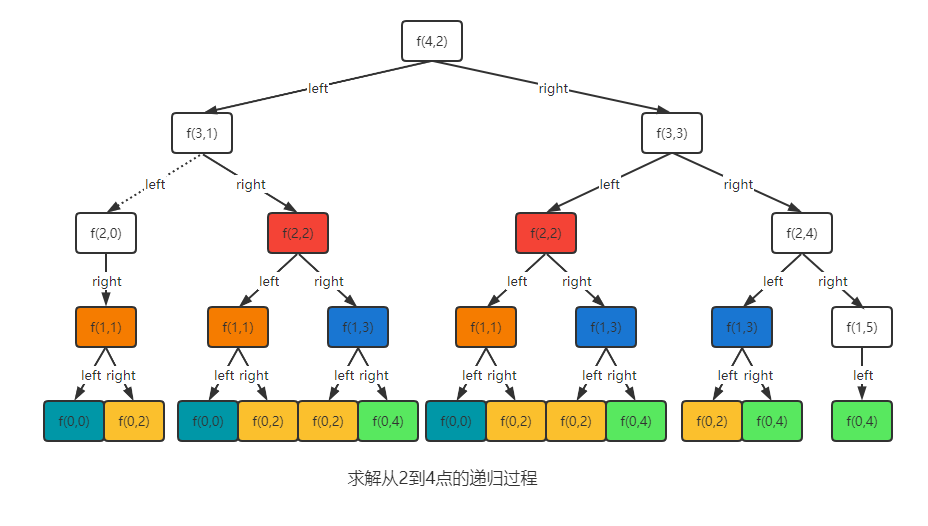 f(4,2)
left right
f(3,1) f(3,3)
left right left right
f(2,0) f(2,2) f(2,2) f(2,4)
right left right left right left right
f(1,1) f(1,1) f(1,3) f(1,1) f(1,3) f(1,3) f(1,5)
left right left right left right left right left right left right left
f(0,0) f(0,2) f(0,0) f(0,2) f(0,2) f(0,4) f(0,0) f(0,2) f(0,2) f(0,4) f(0,2) f(0,4) f(0,4)
求解从2到4点的递归过程